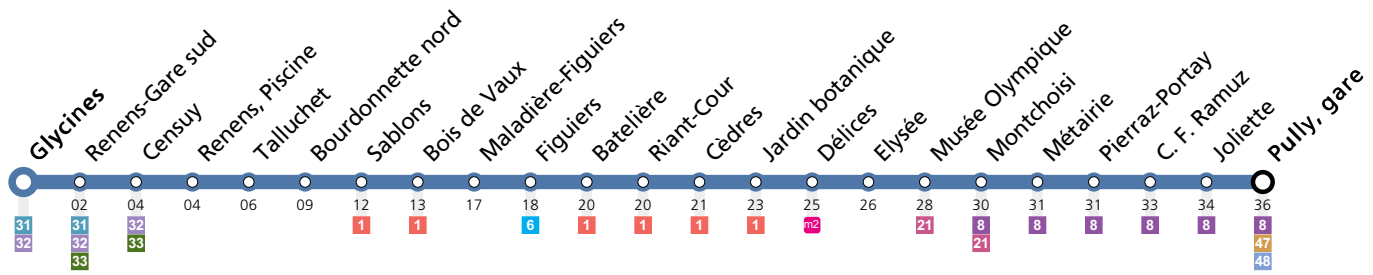 Glycines
Renens-Gare sud
Censuy
Renens, Piscine
Talluchet
Bourdonnette nord
Sablons
Bois de Vaux
Maladière-Figuiers
Figuiers
Batelière
Riant-Cour
Cèdres
Jardin botanique
Délices
Elysée
Musée Olympique
Montchoisi
Métairie
Pierraz-Portay
C. F. Ramuz
Joliette
Pully, gare
02 04 04 06 09 12 13 17 18 20 20 21 23 25 26 28 30 31 31 33 34 36
31 31 32 1 1 6 1 1 1 1 m2 21 8 8 8 8 8 8
32 32 33 21 47
33 48